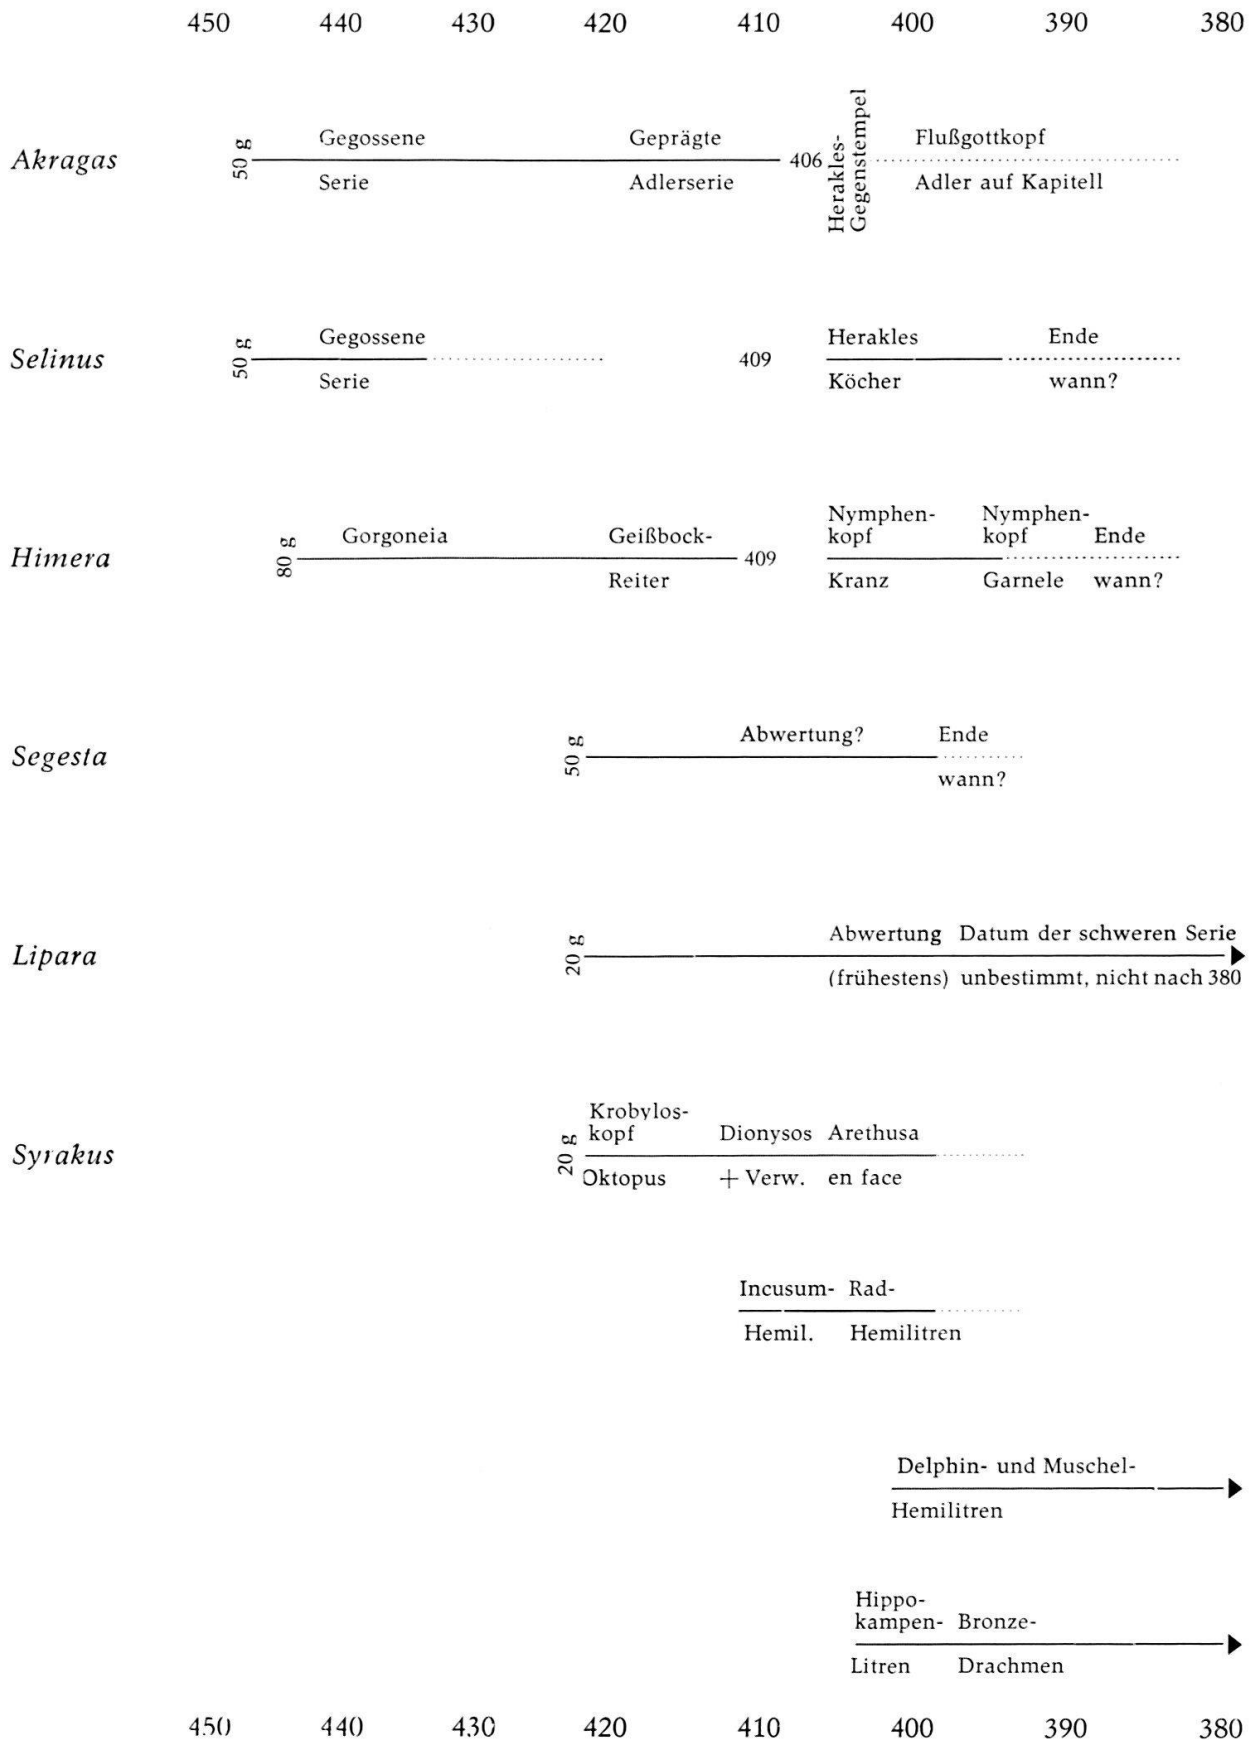 450 440 430 420 410 400 390 380
Akragas
50 g
Gegossene
Serie
Geprägte
Adlerserie
406
Herakles-
Gegenstempel
Flußgottkopf
Adler auf Kapitell
Selinus
50 g
Gegossene
Serie
409
Herakles
Köcher
Ende
wann?
Himera
80 g
Gorgoneia
Geißbock-
Reiter
409
Nymphen-
kopf
Kranz
Nymphen-
kopf
Garnele
Ende
wann?
Segesta
50 g
Abwertung?
Ende
wann?
Lipara
20 g
Abwertung
(frühestens)
Datum der schweren Serie
unbestimmt, nicht nach 380
Syrakus
20 g
Krobylos-
kopf
Oktopus
Dionysos
+ Verw.
Arethusa
en face
Incusum-
Hemil.
Rad-
Hemilitren
Delphin- und Muschel-
Hemilitren
Hippo-
kampen-
Litren
Bronze-
Drachmen
450 440 430 420 410 400 390 380